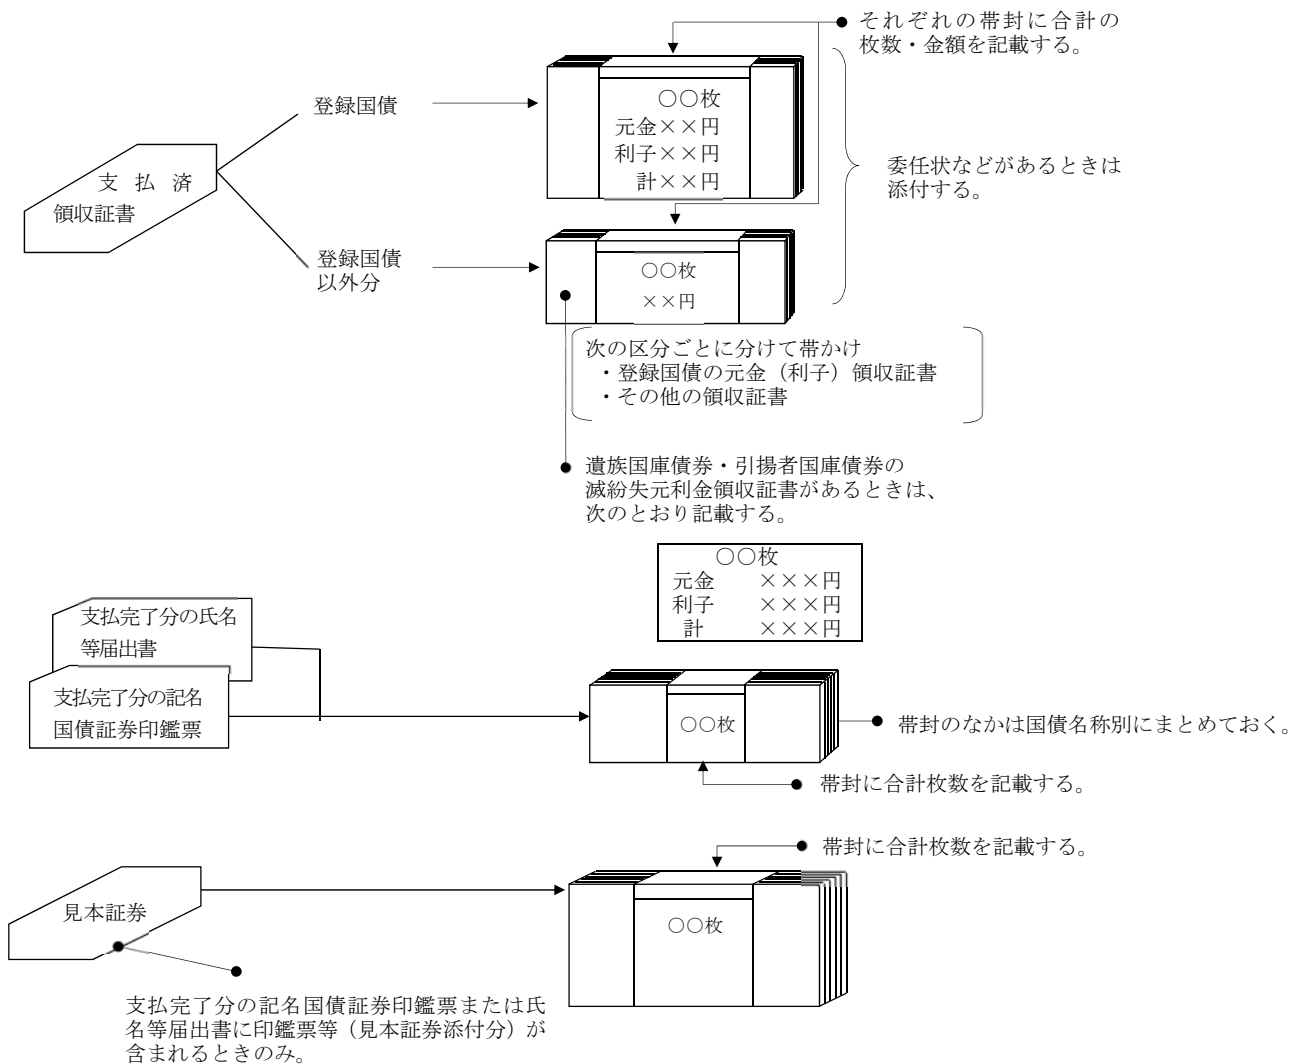 それぞれの帯封に合計の
枚数・金額を記載する。
登録国債
○○枚
元金××円
利子××円
計××円
支 払 済
領収証書
委任状などがあるときは
添付する。
登録国債
以外分
○○枚
××円
次の区分ごとに分けて帯かけ
・登録国債の元金（利子）領収証書
・その他の領収証書
遺族国庫債券・引揚者国庫債券の
滅紛失元利金領収証書があるときは、
次のとおり記載する。
○○枚
元金 ×××円
利子 ×××円
計 ×××円
支払完了分の氏名
等届出書
支払完了分の記名
国債証券印鑑票
○○枚
帯封のなかは国債名称別にまとめておく。
帯封に合計枚数を記載する。
帯封に合計枚数を記載する。
見本証券
○○枚
支払完了分の記名国債証券印鑑票または氏
名等届出書に印鑑票等（見本証券添付分）が
含まれるときのみ。